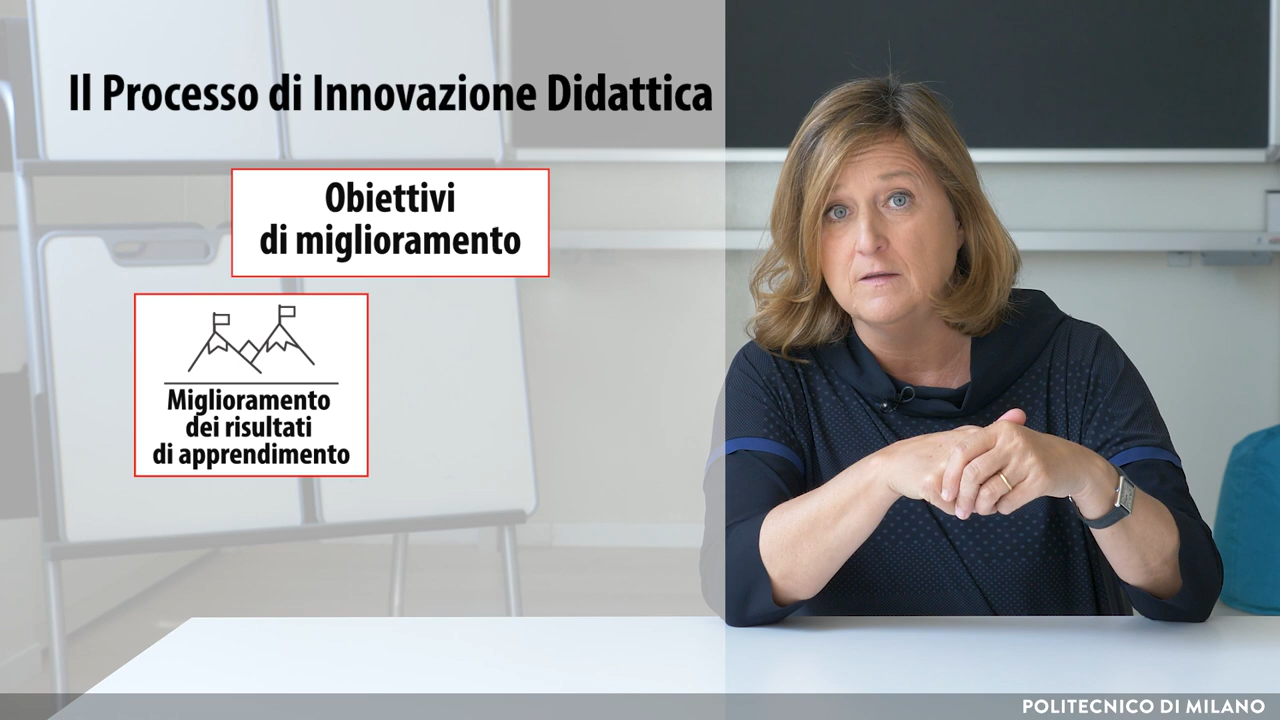 Il Processo di Innovazione Didattica
Obiettivi
di miglioramento
Miglioramento
dei risultati
di apprendimento
POLITECNICO DI MILANO